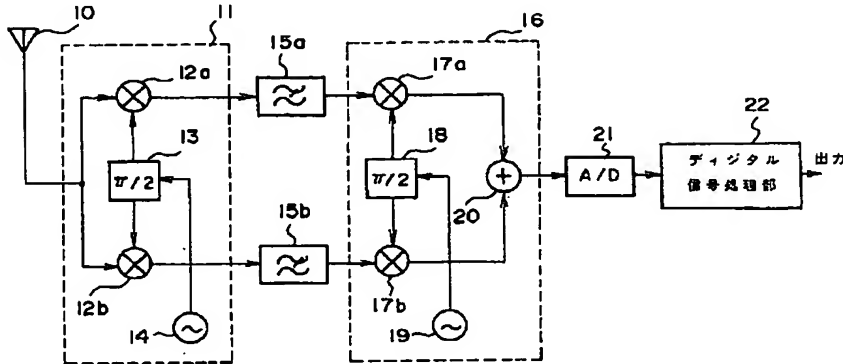 10
11
16
12a
15a
17a
13
π/2
18
π/2
21
A/D
22
ディジタル
信号処理部
出力
20
15b
12b
14
17b
19